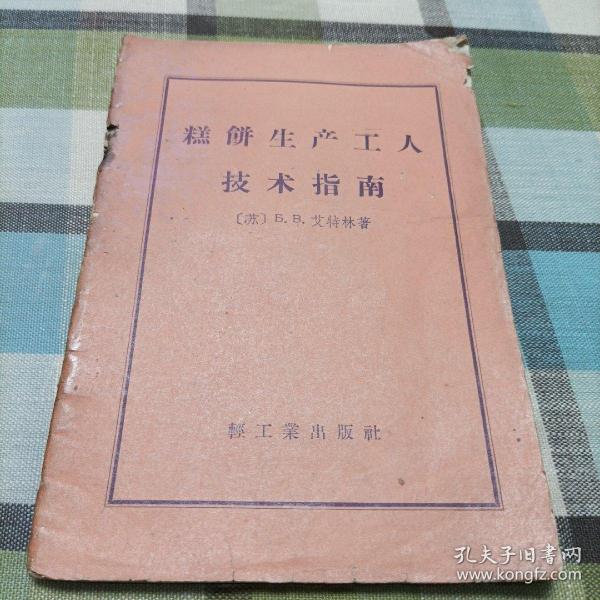 糕餅生产工人
技术指南
〔苏〕Б.В.艾特林著
輕工業出版社
孔夫子旧書网
www.kongfz.com